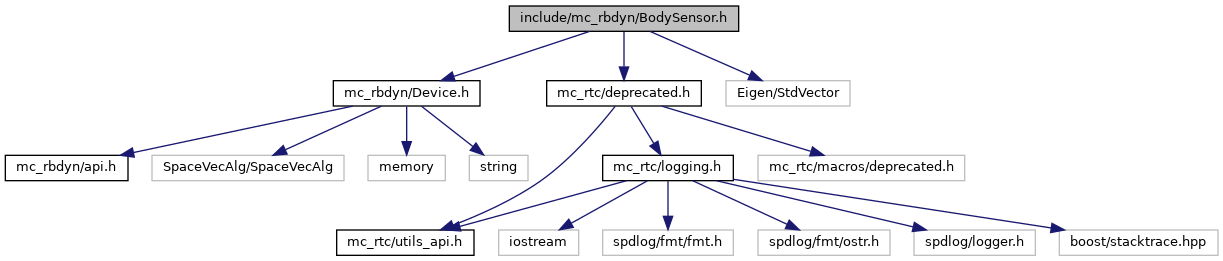 include/mc_rbdyn/BodySensor.h
mc_rbdyn/Device.h
mc_rtc/deprecated.h
Eigen/StdVector
mc_rbdyn/api.h
SpaceVecAlg/SpaceVecAlg
memory
string
mc_rtc/logging.h
mc_rtc/macros/deprecated.h
mc_rtc/utils_api.h
iostream
spdlog/fmt/fmt.h
spdlog/fmt/ostr.h
spdlog/logger.h
boost/stacktrace.hpp